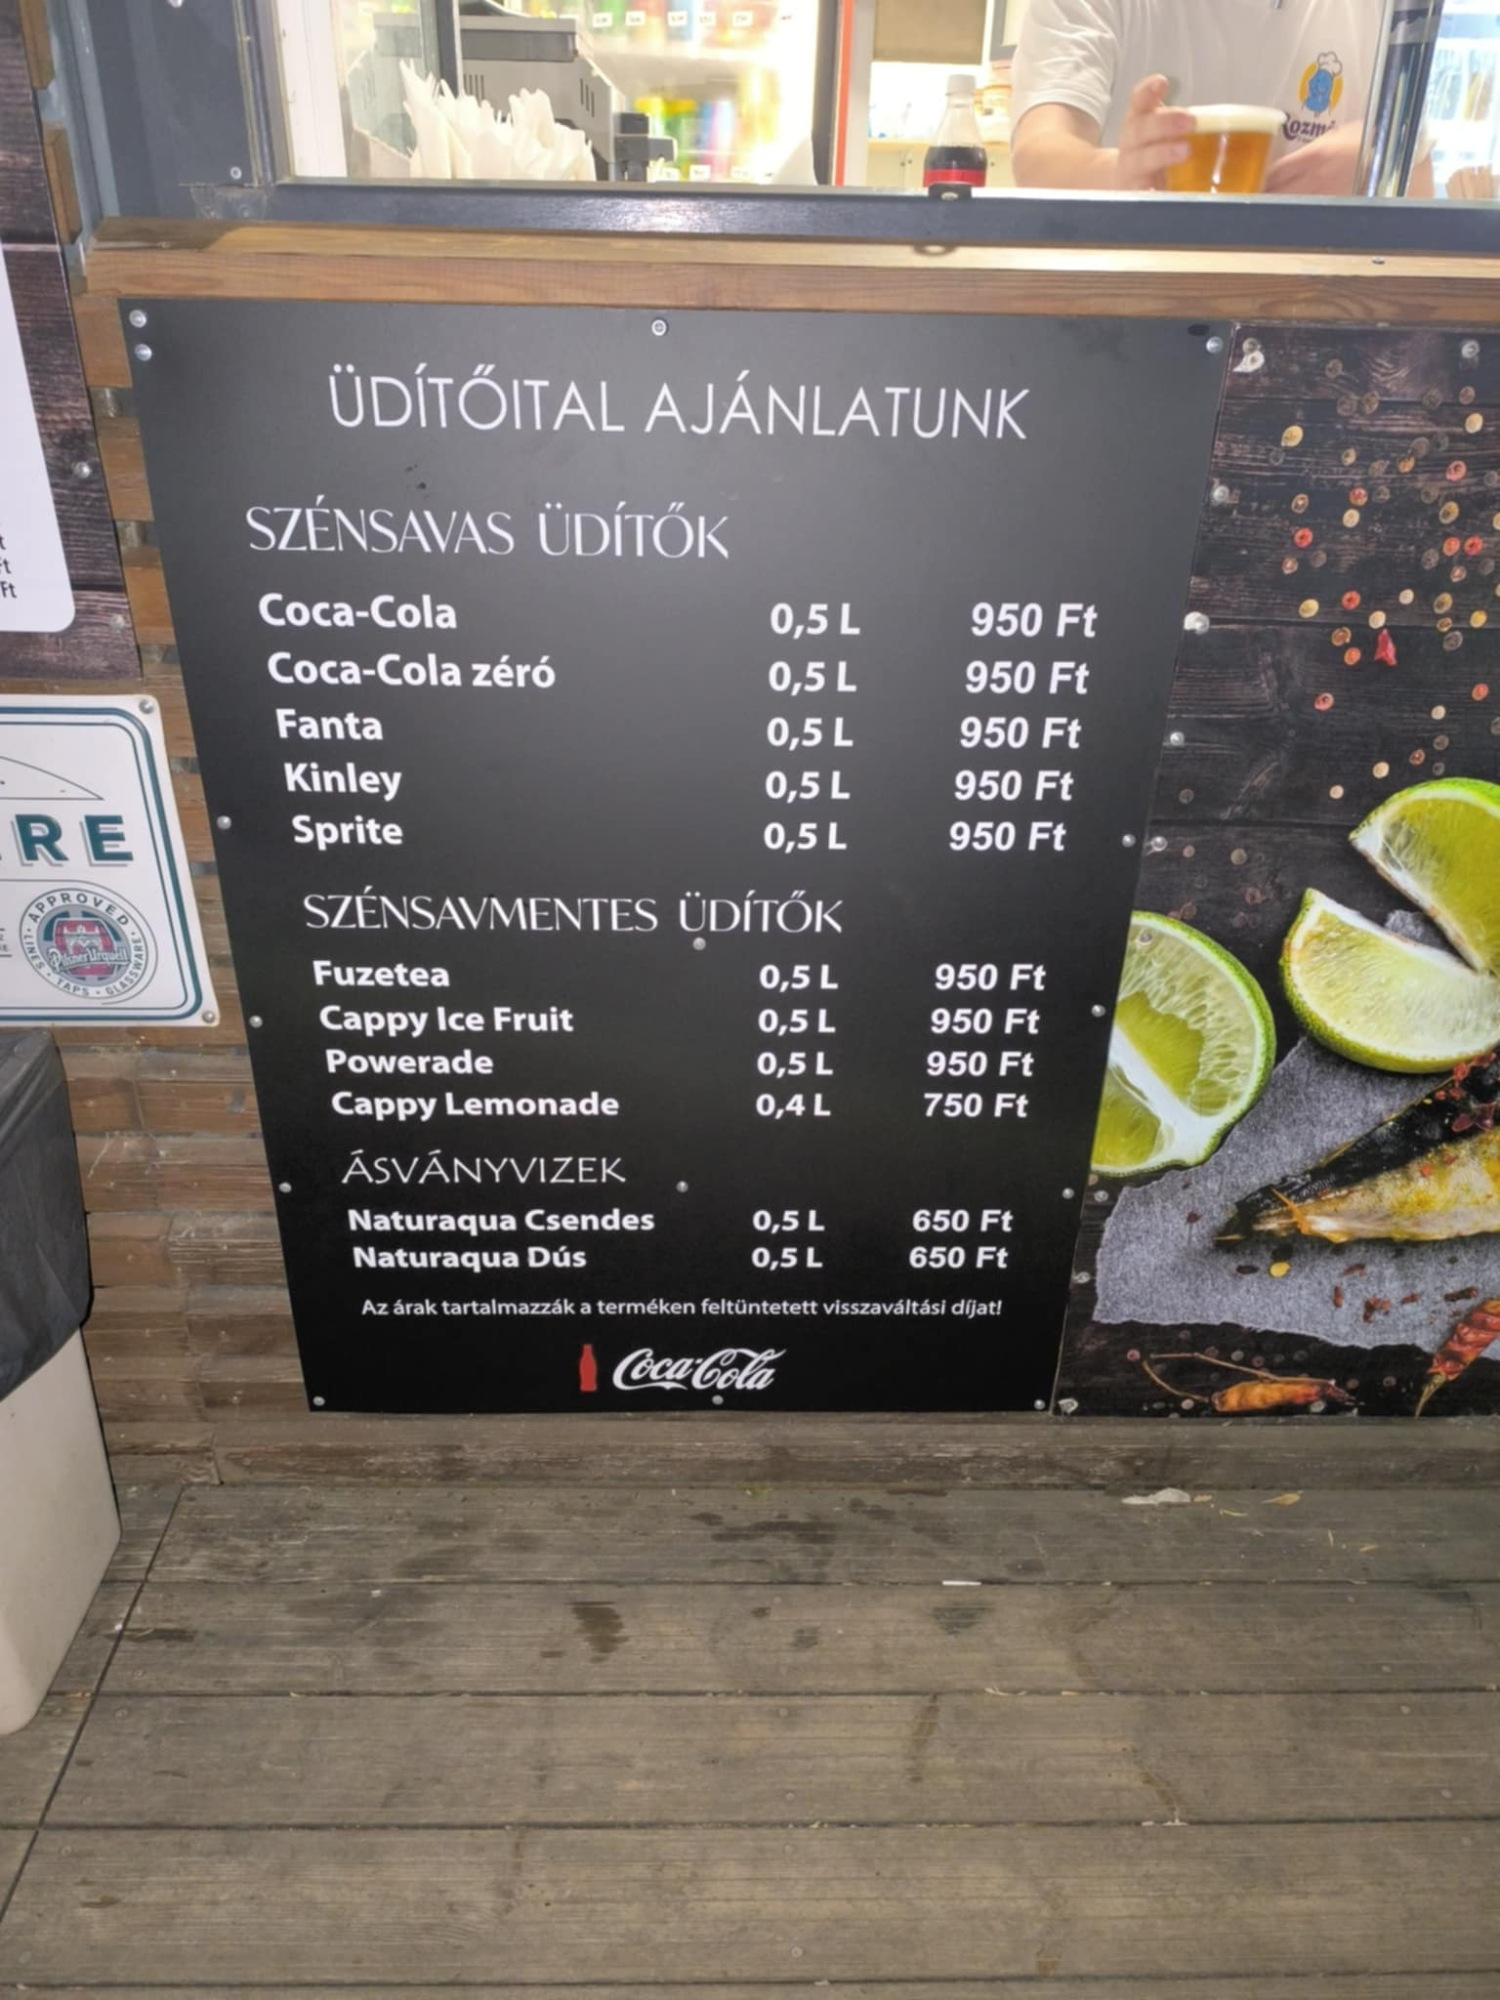 ÜDÍTŐITAL AJÁNLATUNK
SZÉNSAVAS ÜDÍTŐK
Coca-Cola 0,5 L 950 Ft
Coca-Cola zéró 0,5 L 950 Ft
Fanta 0,5 L 950 Ft
Kinley 0,5 L 950 Ft
Sprite 0,5 L 950 Ft
SZÉNSAVMENTES ÜDÍTŐK
Fuzetea 0,5 L 950 Ft
Cappy Ice Fruit 0,5 L 950 Ft
Powerade 0,5 L 950 Ft
Cappy Lemonade 0,4 L 750 Ft
ÁSVÁNYVIZEK
Naturaqua Csendes 0,5 L 650 Ft
Naturaqua Dús 0,5 L 650 Ft
Az árak tartalmazzák a terméken feltüntetett visszaváltási díjat!
Coca-Cola
Ft
Ft
RE
APPROVED
Pilsner Urquell
LINES • TAPS • GLASSWARE